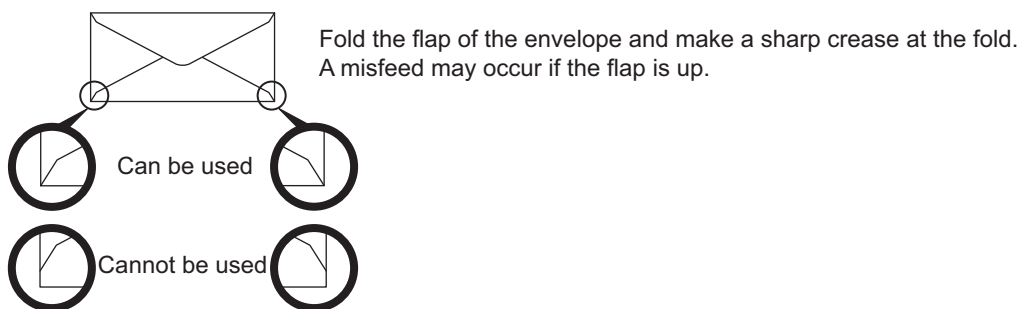 Fold the flap of the envelope and make a sharp crease at the fold.
A misfeed may occur if the flap is up.
Can be used
Cannot be used